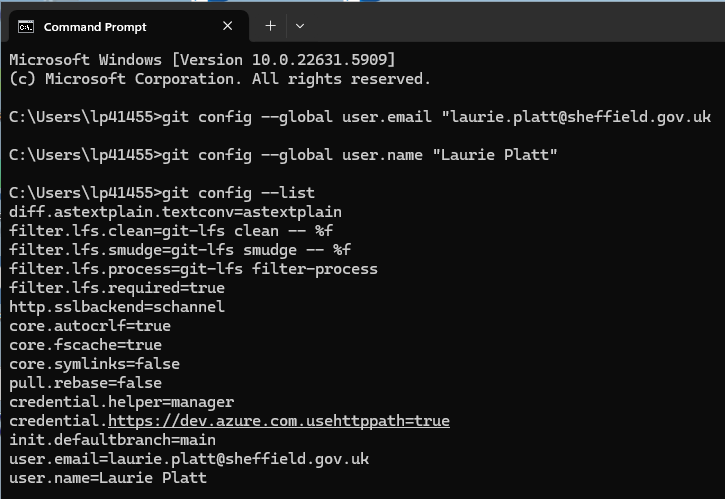 Command Prompt
Microsoft Windows [Version 10.0.22631.5909]
(c) Microsoft Corporation. All rights reserved.
C:\Users\lp41455>git config --global user.email "laurie.platt@sheffield.gov.uk
C:\Users\lp41455>git config --global user.name "Laurie Platt"
C:\Users\lp41455>git config --list
diff.astextplain.textconv=astextplain
filter.lfs.clean=git-lfs clean -- %f
filter.lfs.smudge=git-lfs smudge -- %f
filter.lfs.process=git-lfs filter-process
filter.lfs.required=true
http.sslbackend=schannel
core.autocrlf=true
core.fscache=true
core.symlinks=false
pull.rebase=false
credential.helper=manager
credential.https://dev.azure.com.usehttppath=true
init.defaultbranch=main
user.email=laurie.platt@sheffield.gov.uk
user.name=Laurie Platt